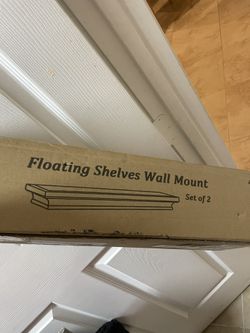 Floating Shelves Wall Mount
Set of 2